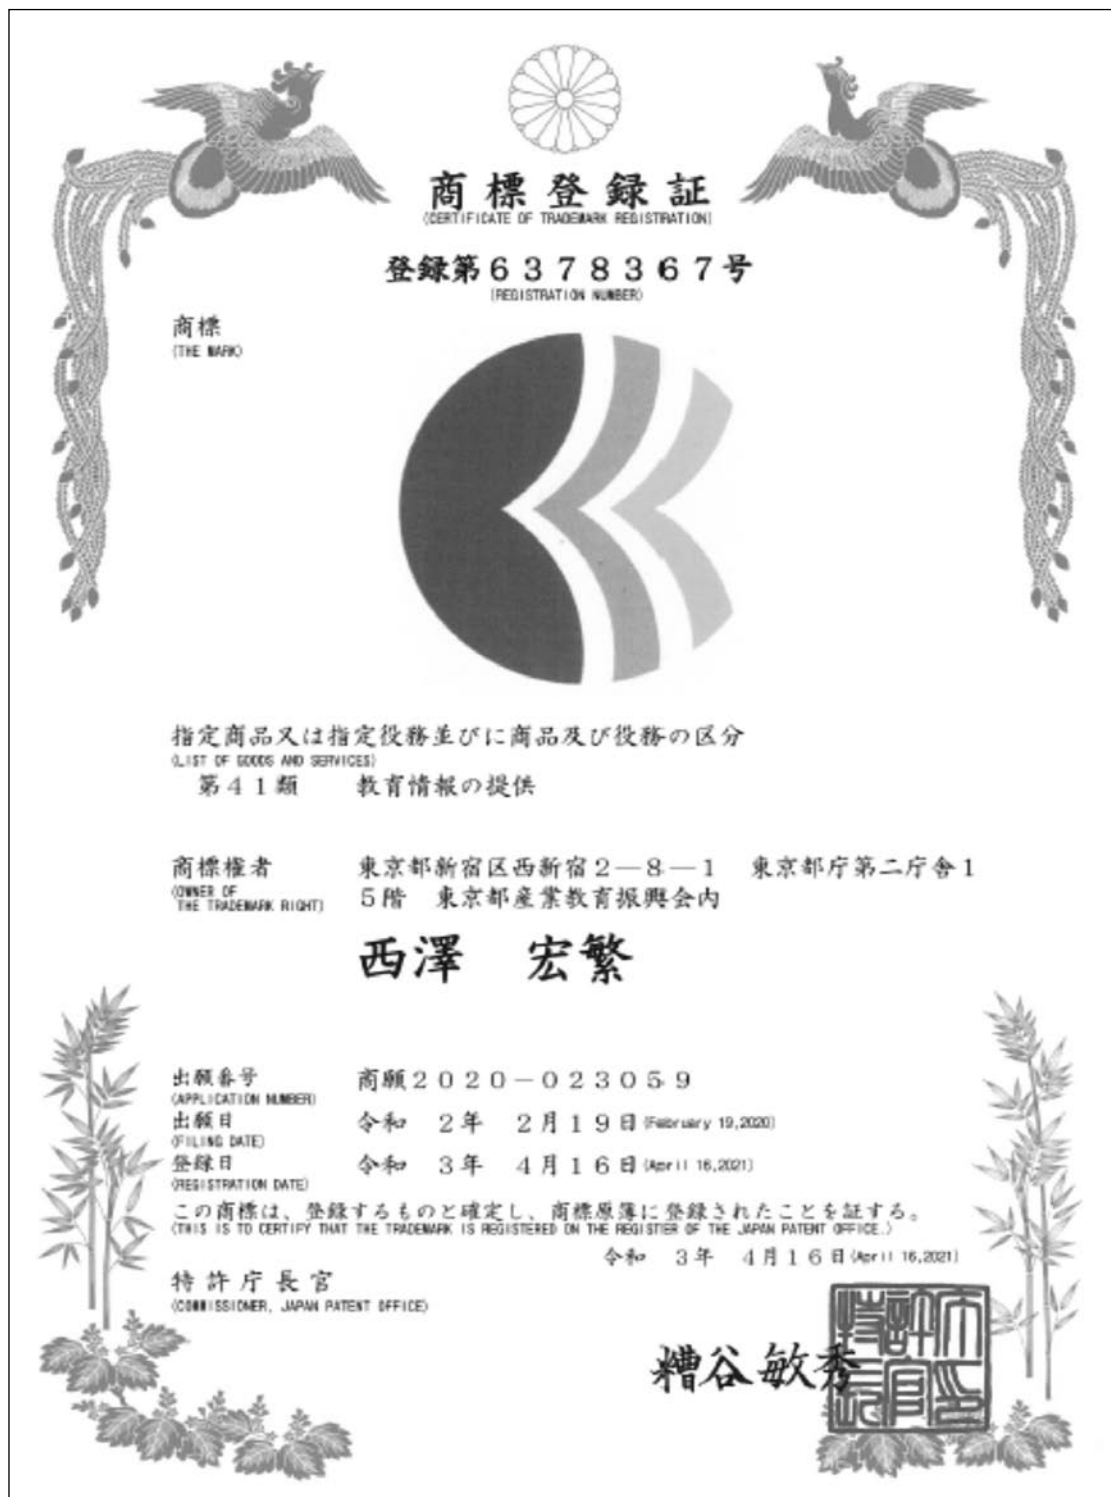 商標登録証
(CERTIFICATE OF TRADEMARK REGISTRATION)
登録第6378367号
(REGISTRATION NUMBER)
商標
(THE MARK)
指定商品又は指定役務並びに商品及び役務の区分
(LIST OF GOODS AND SERVICES)
第41類 教育情報の提供
商標権者 東京都新宿区西新宿2-8-1 東京都庁第二庁舎1
(OWNER OF THE TRADEMARK RIGHT) 5階 東京都産業教育振興会内
西澤 宏繁
出願番号 商願2020-023059
(APPLICATION NUMBER)
出願日 令和 2年 2月19日(February 19,2020)
(FILING DATE)
登録日 令和 3年 4月16日(April 16,2021)
(REGISTRATION DATE)
この商標は、登録するものと確定し、商標原簿に登録されたことを証する。
(THIS IS TO CERTIFY THAT THE TRADEMARK IS REGISTERED ON THE REGISTER OF THE JAPAN PATENT OFFICE.)
令和 3年 4月16日(April 16,2021)
特許庁長官
(COMMISSIONER, JAPAN PATENT OFFICE)
糟谷敏秀